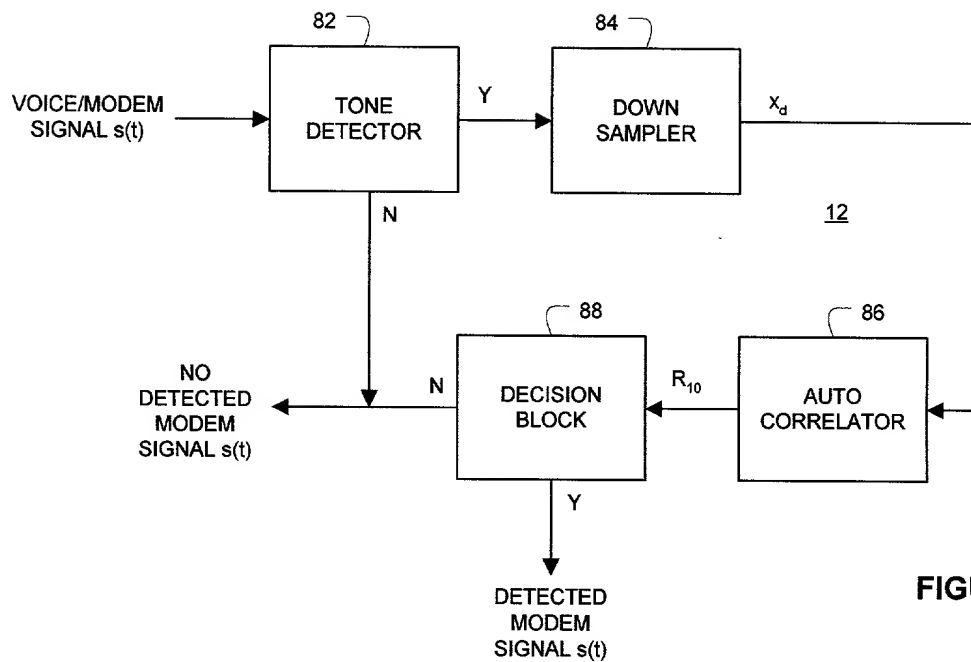 82
84
VOICE/MODEM
SIGNAL s(t)
TONE
DETECTOR
Y
DOWN
SAMPLER
x_d
N
12
88
86
NO
DETECTED
MODEM
SIGNAL s(t)
N
DECISION
BLOCK
R_10
AUTO
CORRELATOR
Y
DETECTED
MODEM
SIGNAL s(t)